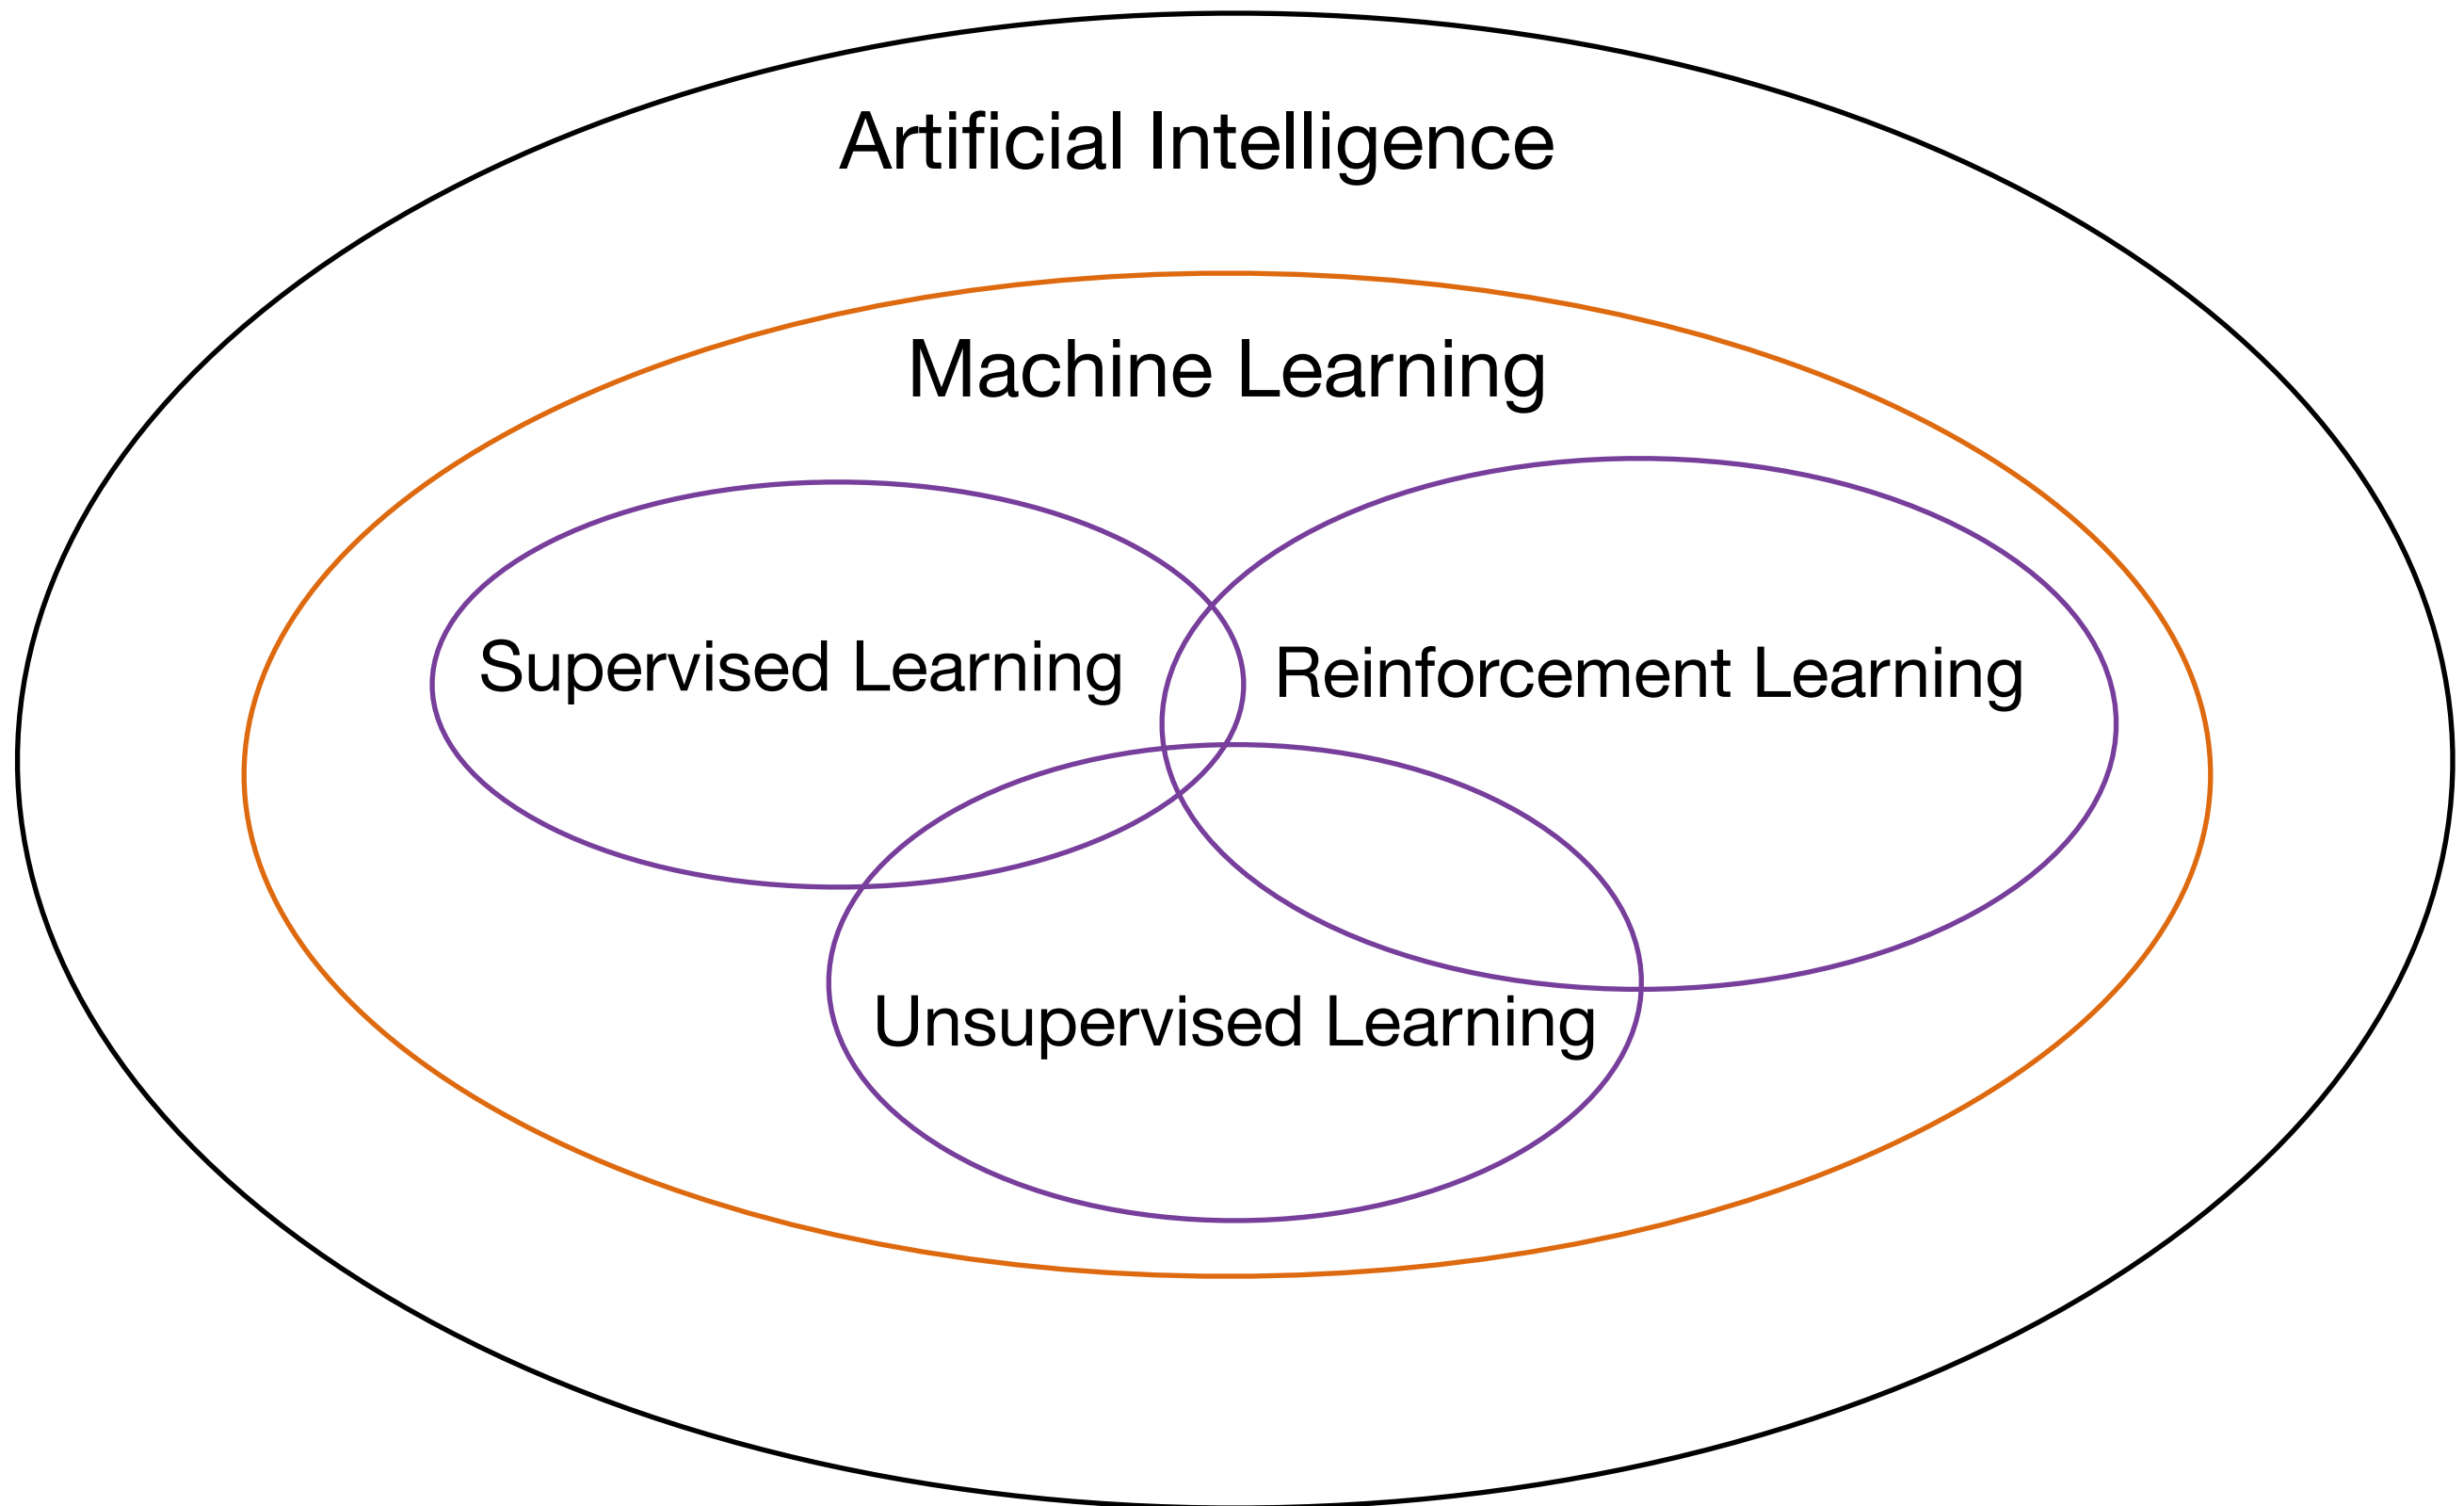 Artificial Intelligence
Machine Learning
Supervised Learning
Reinforcement Learning
Unsupervised Learning